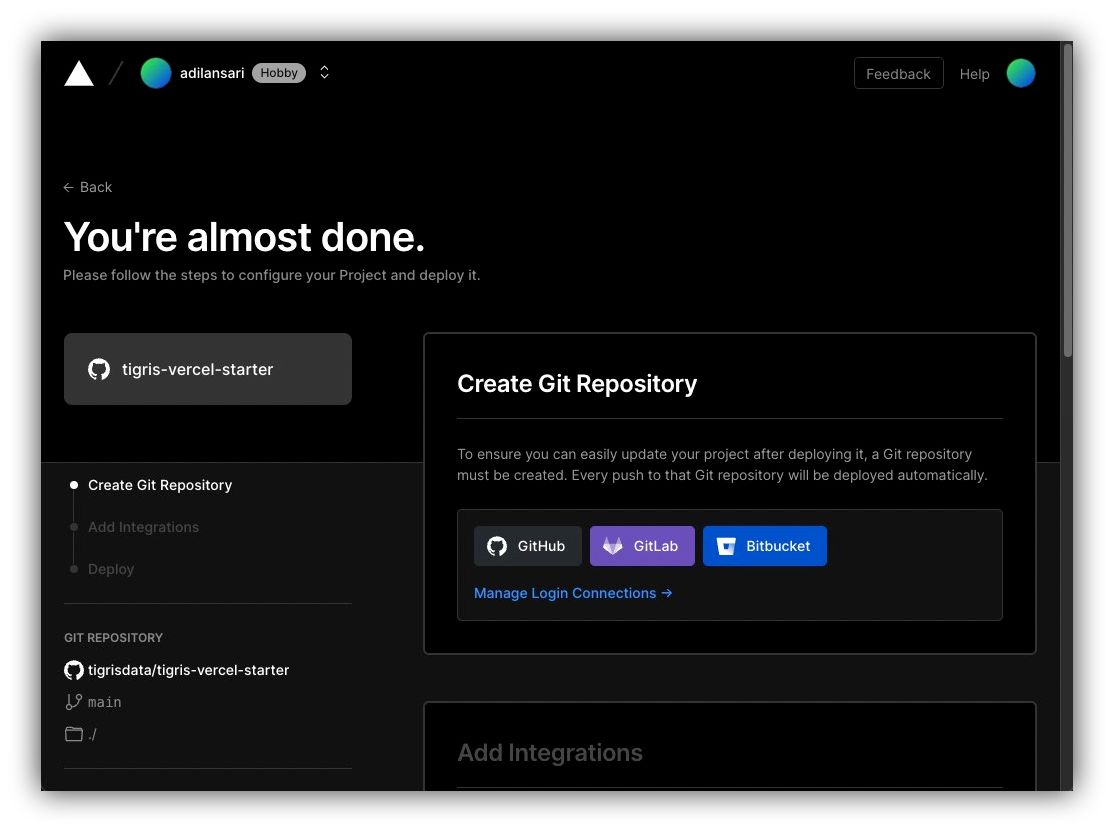 adilansari Hobby
Feedback Help
← Back
You're almost done.
Please follow the steps to configure your Project and deploy it.
tigris-vercel-starter
Create Git Repository
Add Integrations
Deploy
GIT REPOSITORY
tigrisdata/tigris-vercel-starter
main
./
Create Git Repository
To ensure you can easily update your project after deploying it, a Git repository
must be created. Every push to that Git repository will be deployed automatically.
GitHub GitLab Bitbucket
Manage Login Connections →
Add Integrations